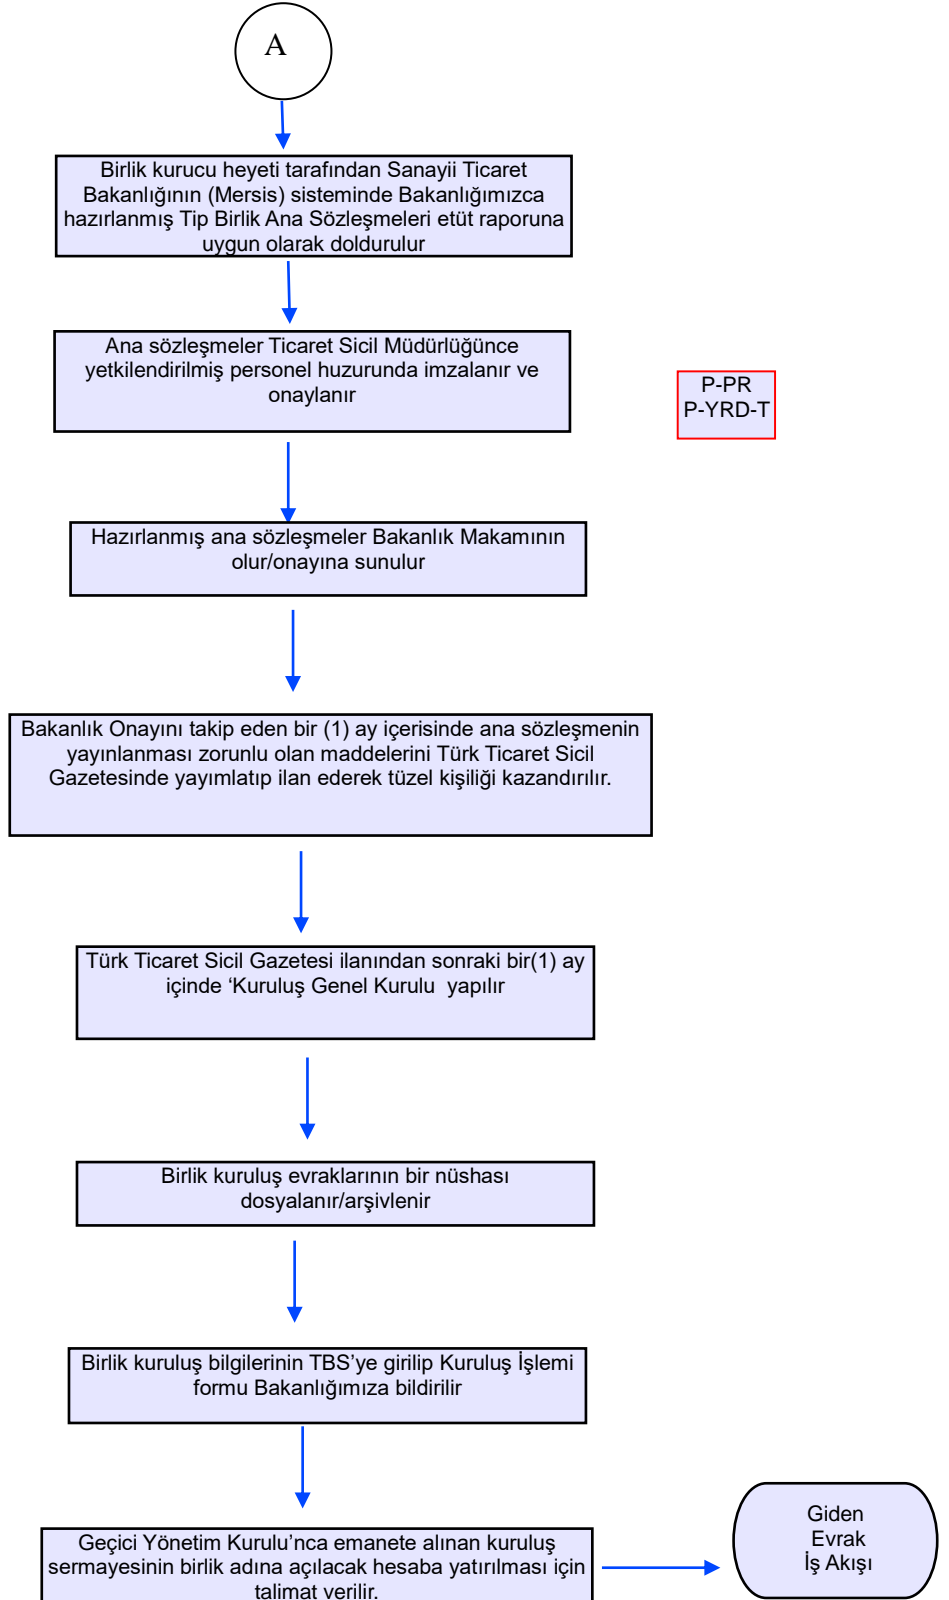 A
Birlik kurucu heyeti tarafından Sanayii Ticaret
Bakanlığının (Mersis) sisteminde Bakanlığımızca
hazırlanmış Tip Birlik Ana Sözleşmeleri etüt raporuna
uygun olarak doldurulur
Ana sözleşmeler Ticaret Sicil Müdürlüğünce
yetkilendirilmiş personel huzurunda imzalanır ve
onaylanır
P-PR
P-YRD-T
Hazırlanmış ana sözleşmeler Bakanlık Makamının
olur/onayına sunulur
Bakanlık Onayını takip eden bir (1) ay içerisinde ana sözleşmenin
yayınlanması zorunlu olan maddelerini Türk Ticaret Sicil
Gazetesinde yayımlatıp ilan ederek tüzel kişiliği kazandırılır.
Türk Ticaret Sicil Gazetesi ilanından sonraki bir(1) ay
içinde ‘Kuruluş Genel Kurulu  yapılır
Birlik kuruluş evraklarının bir nüshası
dosyalanır/arşivlenir
Birlik kuruluş bilgilerinin TBS’ye girilip Kuruluş İşlemi
formu Bakanlığımıza bildirilir
Geçici Yönetim Kurulu’nca emanete alınan kuruluş
sermayesinin birlik adına açılacak hesaba yatırılması için
talimat verilir.
Giden
Evrak
İş Akışı